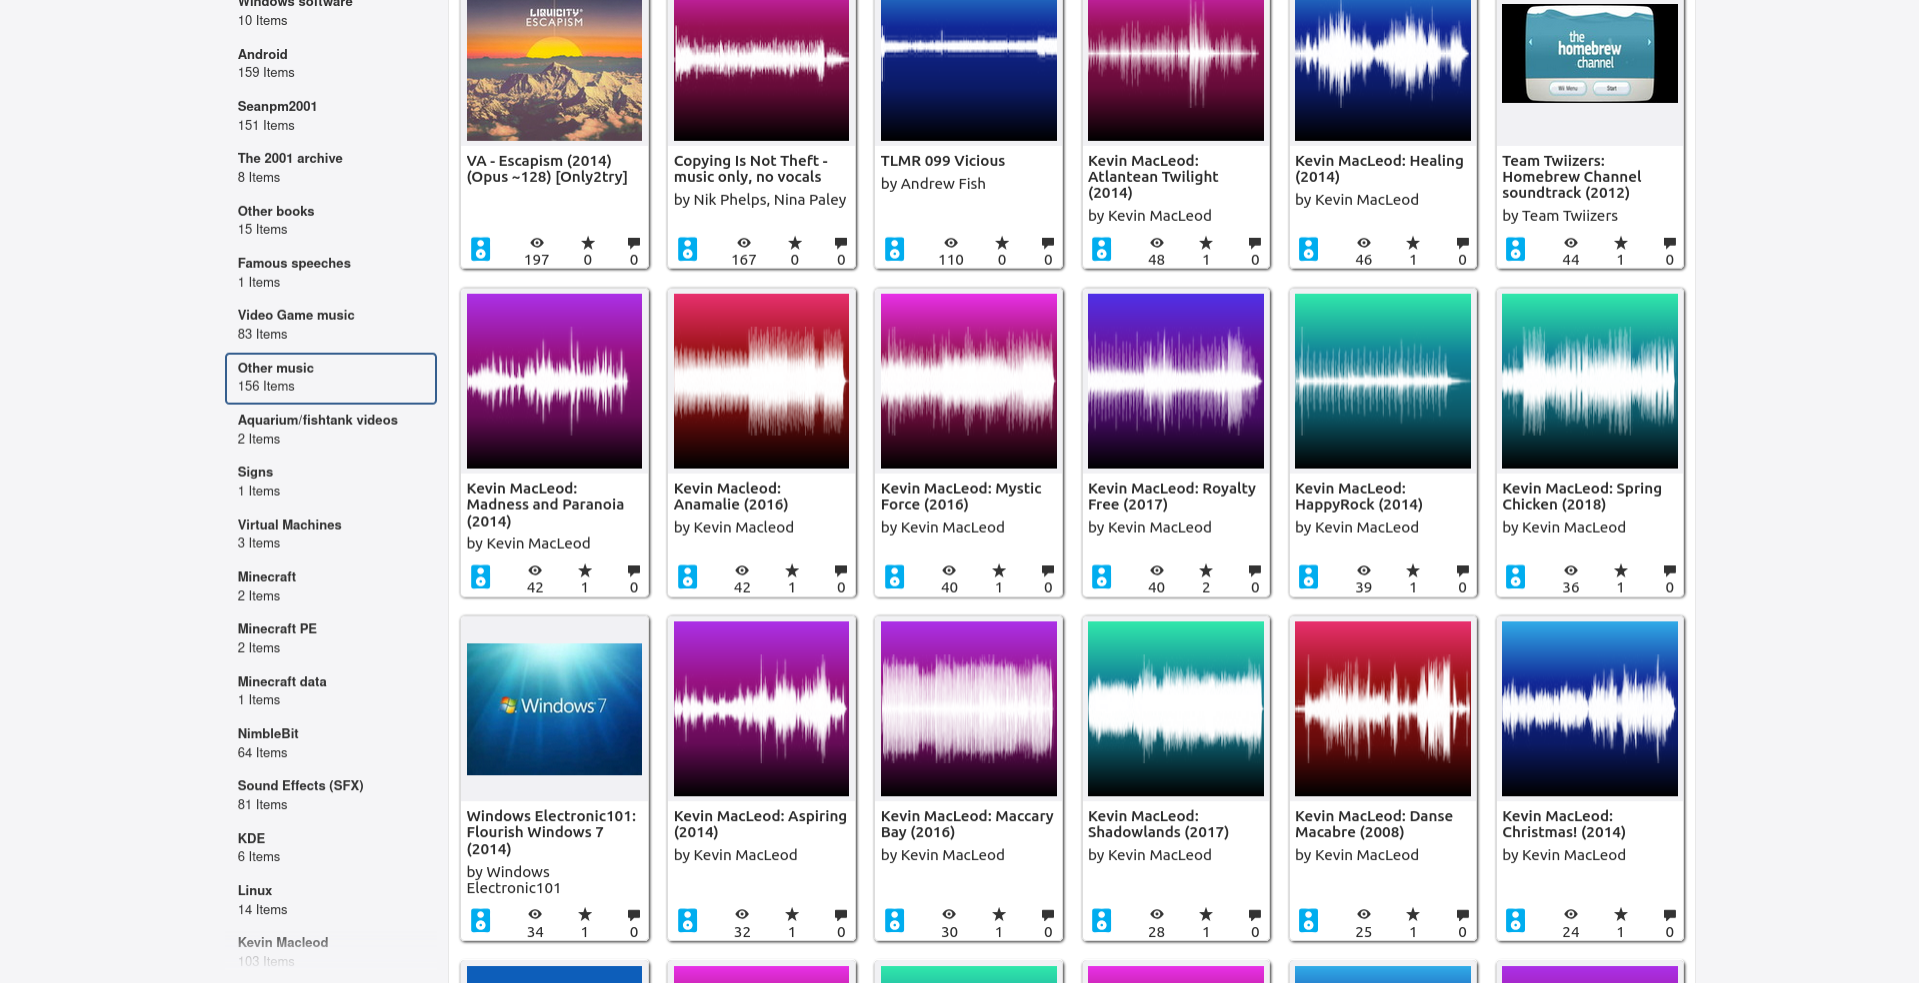 Windows software
10 Items
Android
159 Items
Seanpm2001
151 Items
The 2001 archive
8 Items
Other books
15 Items
Famous speeches
1 Items
Video Game music
83 Items
Other music
156 Items
Aquarium/fishtank videos
2 Items
Signs
1 Items
Virtual Machines
3 Items
Minecraft
2 Items
Minecraft PE
2 Items
Minecraft data
1 Items
NimbleBit
64 Items
Sound Effects (SFX)
81 Items
KDE
6 Items
Linux
14 Items
Kevin Macleod
103 Items
LIQUICITY
ESCAPISM
VA - Escapism (2014)
(Opus ~128) [Only2try]
197 0 0
Copying Is Not Theft -
music only, no vocals
by Nik Phelps, Nina Paley
167 0 0
TLMR 099 Vicious
by Andrew Fish
110 0 0
Kevin MacLeod:
Atlantean Twilight
(2014)
by Kevin MacLeod
48 1 0
Kevin MacLeod: Healing
(2014)
by Kevin MacLeod
46 1 0
the
homebrew
channel
Wii Menu Start
Team Twiizers:
Homebrew Channel
soundtrack (2012)
by Team Twiizers
44 1 0
Kevin MacLeod:
Madness and Paranoia
(2014)
by Kevin MacLeod
42 1 0
Kevin Macleod:
Anamalie (2016)
by Kevin Macleod
42 1 0
Kevin MacLeod: Mystic
Force (2016)
by Kevin MacLeod
40 1 0
Kevin MacLeod: Royalty
Free (2017)
by Kevin MacLeod
40 2 0
Kevin MacLeod:
HappyRock (2014)
by Kevin MacLeod
39 1 0
Kevin MacLeod: Spring
Chicken (2018)
by Kevin MacLeod
36 1 0
Windows 7
Windows Electronic101:
Flourish Windows 7
(2014)
by Windows
Electronic101
34 1 0
Kevin MacLeod: Aspiring
(2014)
by Kevin MacLeod
32 1 0
Kevin MacLeod: Maccary
Bay (2016)
by Kevin MacLeod
30 1 0
Kevin MacLeod:
Shadowlands (2017)
by Kevin MacLeod
28 1 0
Kevin MacLeod: Danse
Macabre (2008)
by Kevin MacLeod
25 1 0
Kevin MacLeod:
Christmas! (2014)
by Kevin MacLeod
24 1 0